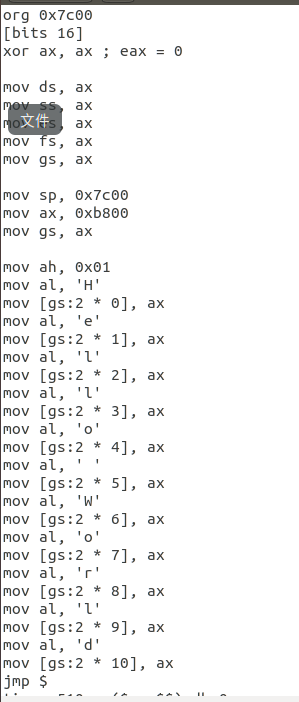 org 0x7c00
[bits 16]
xor ax, ax ; eax = 0
mov ds, ax
mov ss, ax
文件
ax
mov fs, ax
mov gs, ax
mov sp, 0x7c00
mov ax, 0xb800
mov gs, ax
mov ah, 0x01
mov al, 'H'
mov [gs:2 * 0], ax
mov al, 'e'
mov [gs:2 * 1], ax
mov al, 'l'
mov [gs:2 * 2], ax
mov al, 'l'
mov [gs:2 * 3], ax
mov al, 'o'
mov [gs:2 * 4], ax
mov al, ' '
mov [gs:2 * 5], ax
mov al, 'W'
mov [gs:2 * 6], ax
mov al, 'o'
mov [gs:2 * 7], ax
mov al, 'r'
mov [gs:2 * 8], ax
mov al, 'l'
mov [gs:2 * 9], ax
mov al, 'd'
mov [gs:2 * 10], ax
jmp $